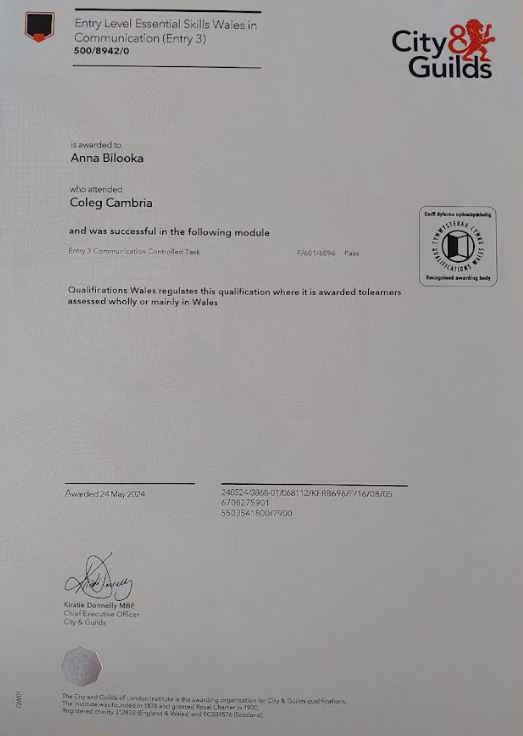 Entry Level Essential Skills Wales in
Communication (Entry 3)
500/8942/0
City&
Guilds
is awarded to
Anna Bilooka
who attended
Coleg Cambria
and was successful in the following module
Entry 3 Communication Controlled Task F/601/6096 Pass
Corff dyfarnu cydnabyddedig
CYMWYSTERAU CYMRU
QUALIFICATIONS WALES
Recognised awarding body
Qualifications Wales regulates this qualification where it is awarded tolearners
assessed wholly or mainly in Wales
Awarded 24 May 2024
240524/3868-01/068112/KFR8696/F/16/08/05
6708275901
5503541800/7900
Kirstie Donnelly MBE
Chief Executive Officer
City & Guilds
The City and Guilds of London Institute is the awarding organisation for City & Guilds qualifications.
The Institute was founded in 1878 and granted Royal Charter in 1900.
Registered charity 312832 (England & Wales) and SC039576 (Scotland).